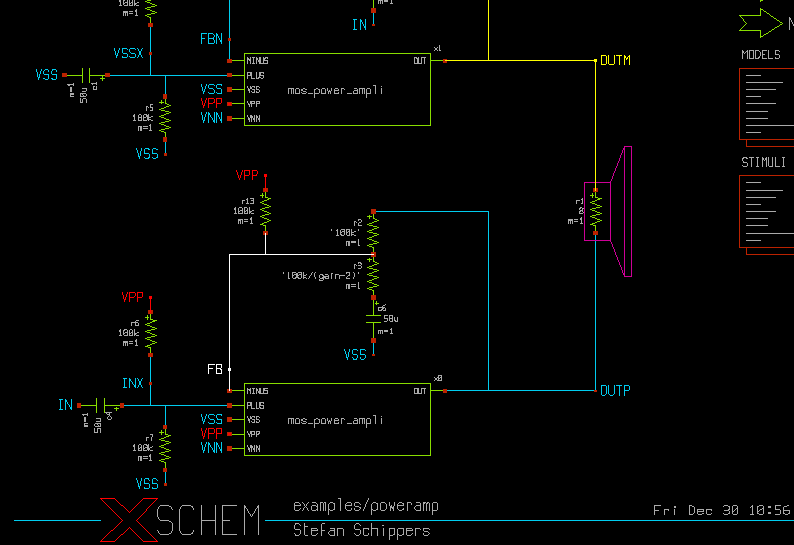 100k
m=1
m=1
IN
FBN
VSSX
x1
MINUS
OUT
OUTM
VSS
m=1
50u
c1
PLUS
VSS
VSS
mos_power_ampli
VPP
VPP
VNN
VNN
r5
100k
m=1
VSS
MODELS
STIMULI
VPP
r13
100k
m=1
r2
'100k'
m=1
r1
8
m=1
r3
'100k/(gain-2)'
m=1
VPP
r6
100k
m=1
50u
m=1
VSS
FB
INX
x0
MINUS
OUT
OUTP
IN
m=1
50u
c4
PLUS
VSS
VSS
mos_power_ampli
VPP
VPP
VNN
VNN
r7
100k
m=1
VSS
XSCHEM
examples/poweramp
Stefan Schippers
Fri Dec 30 10:56